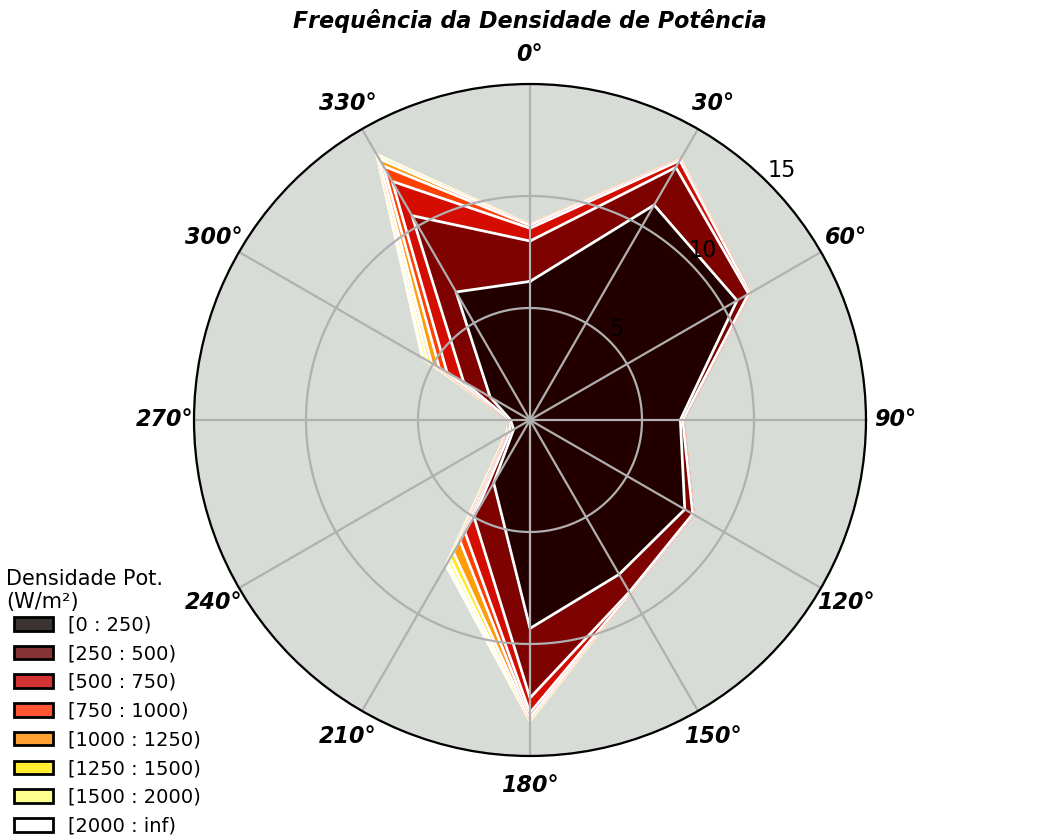 Frequência da Densidade de Potência
0°
330°
30°
15
300°
60°
10
5
270°
90°
240°
120°
210°
150°
180°
Densidade Pot.
(W/m²)
[0 : 250)
[250 : 500)
[500 : 750)
[750 : 1000)
[1000 : 1250)
[1250 : 1500)
[1500 : 2000)
[2000 : inf)